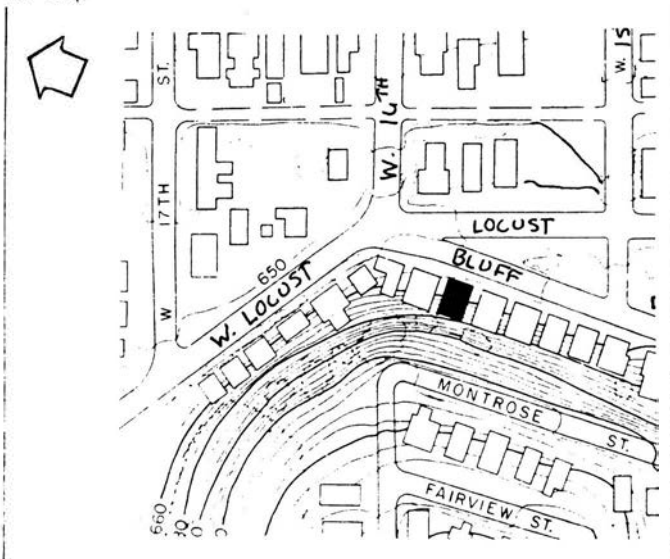 ST.
W. 16TH
W. 15
17TH
W
LOCUST
BLUFF
650
W. LOCUST
MONTROSE
ST.
FAIRVIEW ST.
660